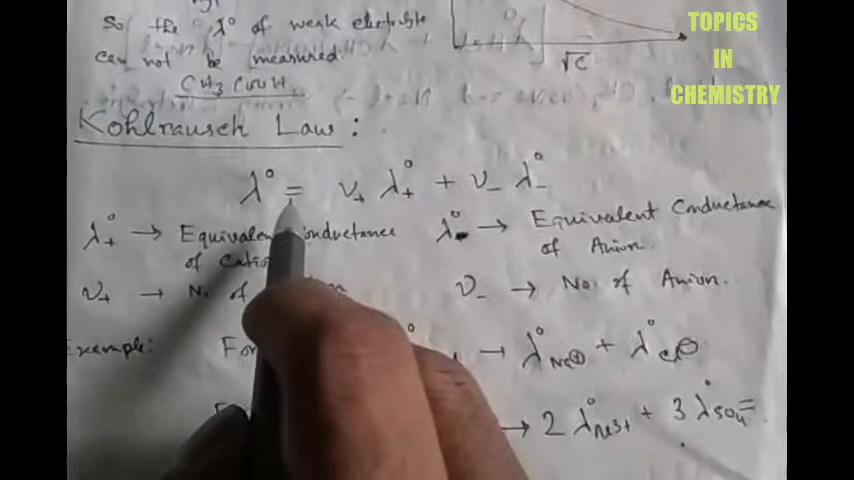 So the λ° of weak electrolyte
can not be measured
CH3COOH.
√C
TOPICS
IN
CHEMISTRY
Kohlrausch Law :
λ° = ν+ λ°+ + ν- λ°-
λ°+ → Equivalent Conductance
of Cation
λ°- → Equivalent Conductance
of Anion.
ν+ → No. of
ν- → No. of Anion.
Example: For → λ°Na⊕ + λ°Cl⊖
→ 2 λ° + 3 λ°SO4=